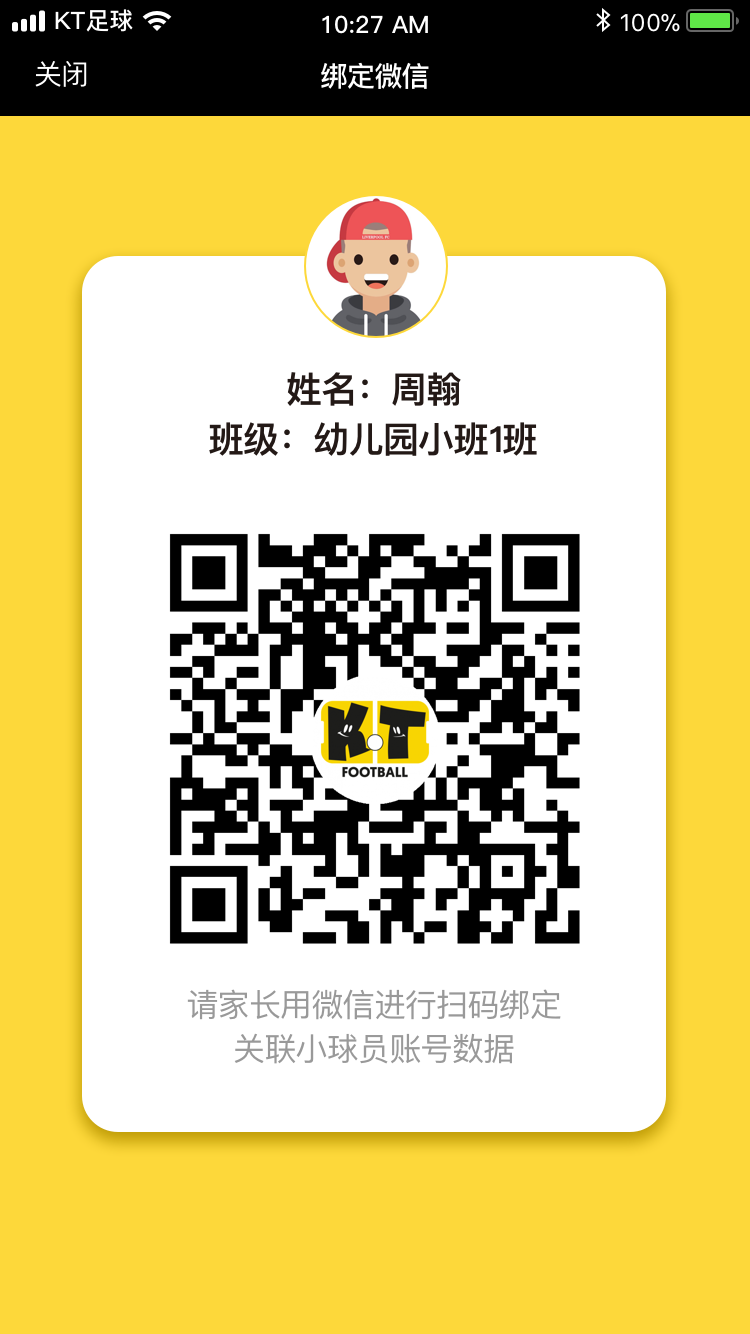 KT足球
10:27 AM
100%
关闭
绑定微信
LIVERPOOL FC
姓名：周翰
班级：幼儿园小班1班
KT
FOOTBALL
请家长用微信进行扫码绑定
关联小球员账号数据